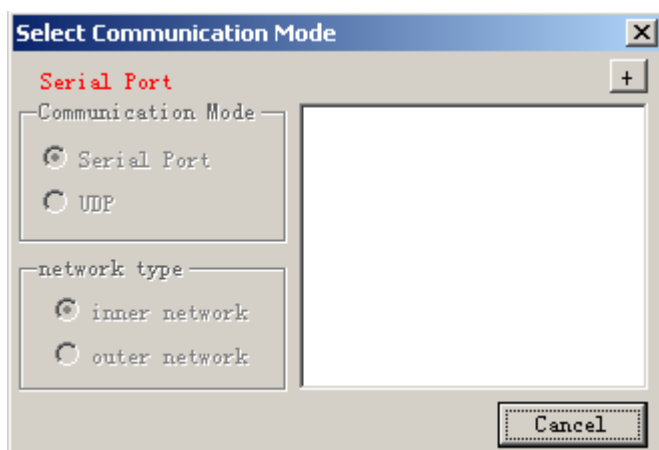 Select Communication Mode
Serial Port
+
Communication Mode
Serial Port
UDP
network type
inner network
outer network
Cancel